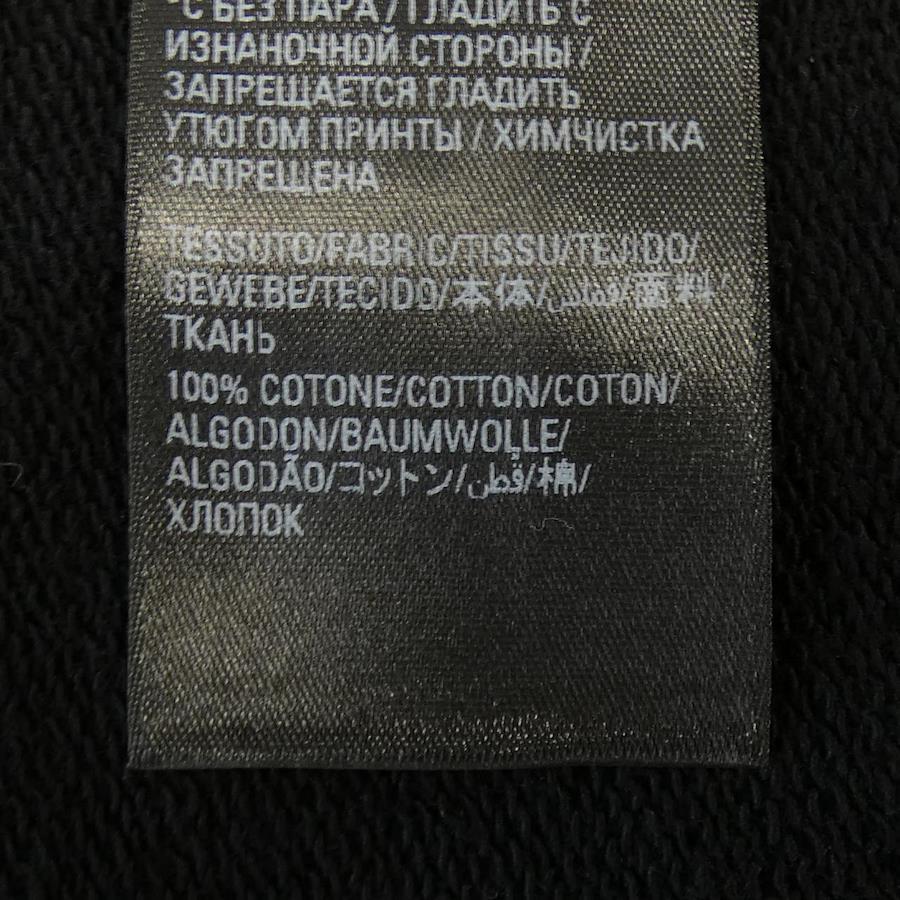 °C БЕЗ ПАРА / ГЛАДИТЬ С
ИЗНАНОЧНОЙ СТОРОНЫ /
ЗАПРЕЩАЕТСЯ ГЛАДИТЬ
УТЮГОМ ПРИНТЫ / ХИМЧИСТКА
ЗАПРЕЩЕНА
TESSUTO/FABRIC/TISSU/TEJIDO/
GEWEBE/TECIDO/本体/قماش/面料/
ТКАНЬ
100% COTONE/COTTON/COTON/
ALGODON/BAUMWOLLE/
ALGODÃO/コットン/قطن/棉/
ХЛОПОК